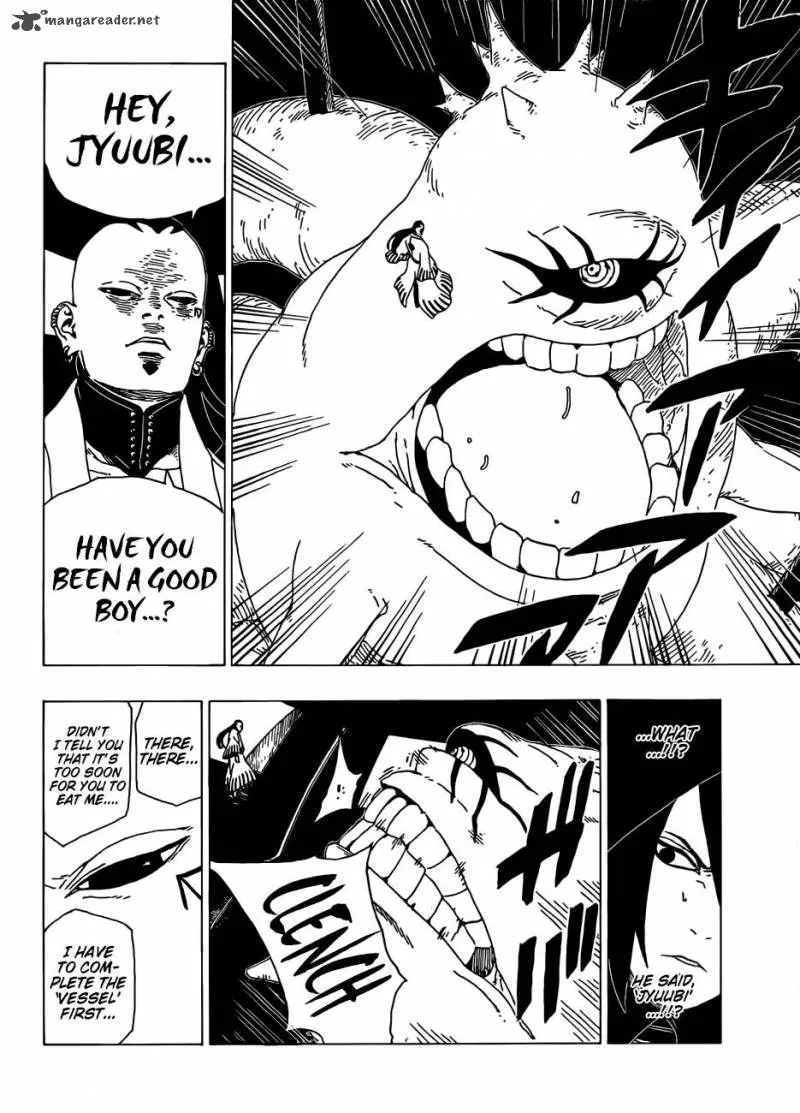 mangareader.net
HEY,
JYUUBI...
HAVE YOU
BEEN A GOOD
BOY...?
...WHAT
...!!?
HE SAID,
'JYUUBI'
...!!?
CLENCH
THERE,
THERE...
DIDN'T
I TELL YOU
THAT IT'S
TOO SOON
FOR YOU TO
EAT ME....
I HAVE
TO COM-
PLETE THE
'VESSEL'
FIRST...